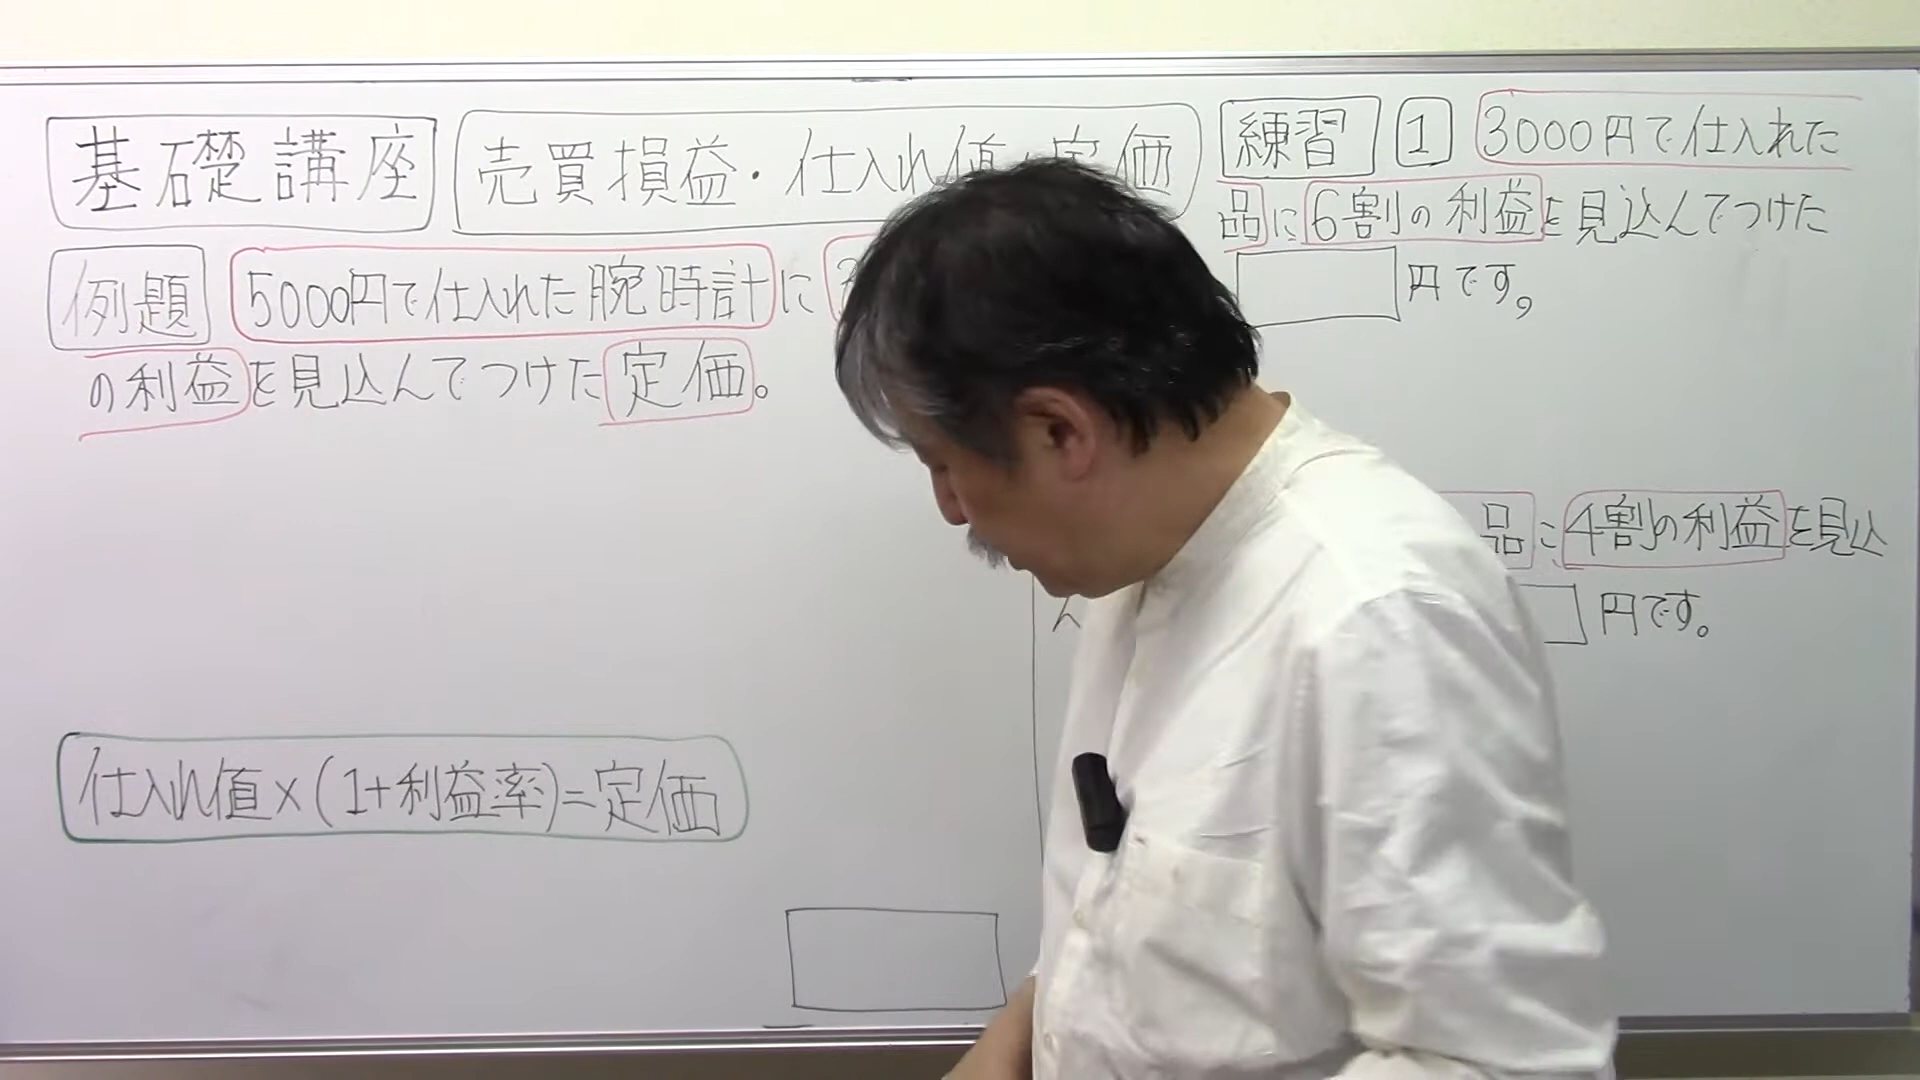 基礎講座
売買損益・仕入れ値・定価
例題 5000円で仕入れた腕時計に
の利益を見込んでつけた定価。
仕入れ値×(1+利益率)=定価
練習 1 3000円で仕入れた
品に6割の利益を見込んでつけた
円です。
品に4割の利益を見込
ん
円です。